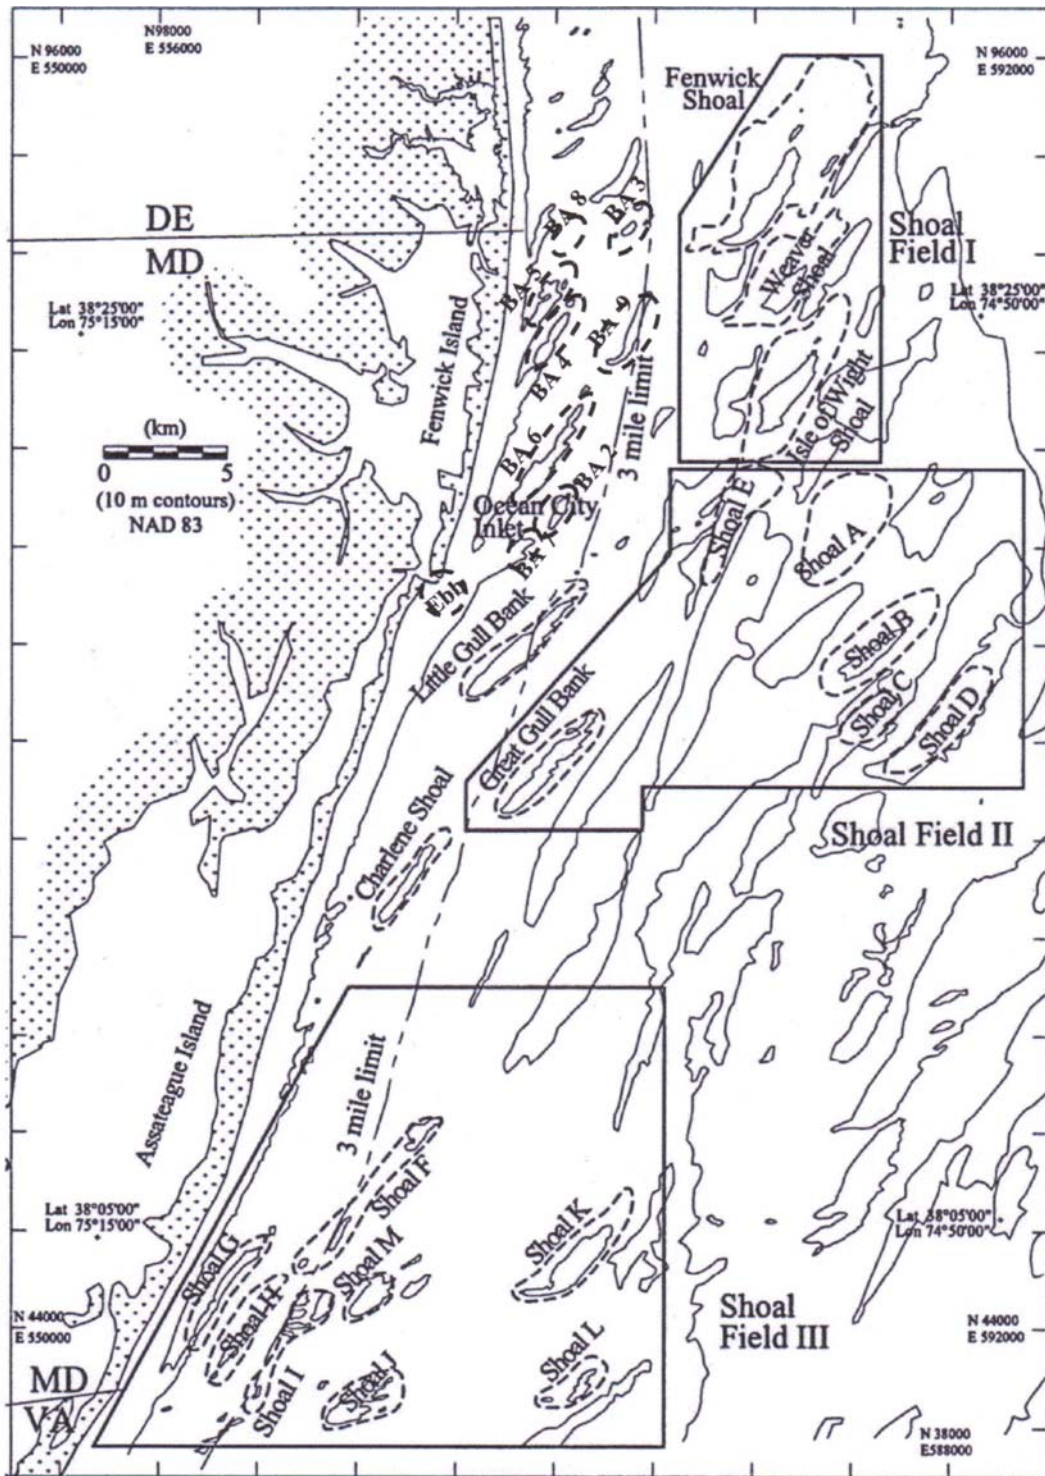 N 96000
E 550000
N98000
E 556000
N 96000
E 592000
Fenwick
Shoal
DE
MD
BA 8
BA 3
Shoal
Field I
Weaver
Shoal
Lat 38°25'00"
Lon 75°15'00"
Lat 38°25'00"
Lon 74°50'00"
BA 5
BA 9
BA 4
Fenwick Island
3 mile limit
Isle of Wight
Shoal
(km)
0 5
(10 m contours)
NAD 83
BA 6
BA 2
Ocean City
Inlet
BA
Shoal E
Shoal A
Ebb
Little Gull Bank
Shoal B
Shoal C
Shoal D
Great Gull Bank
Charlene Shoal
Shoal Field II
Assateague Island
3 mile limit
Shoal F
Lat 38°05'00"
Lon 75°15'00"
Lat 38°05'00"
Lon 74°50'00"
Shoal G
Shoal M
Shoal K
Shoal H
N 44000
E 550000
Shoal
Field III
N 44000
E 592000
Shoal I
Shoal J
Shoal L
MD
VA
N 38000
E588000